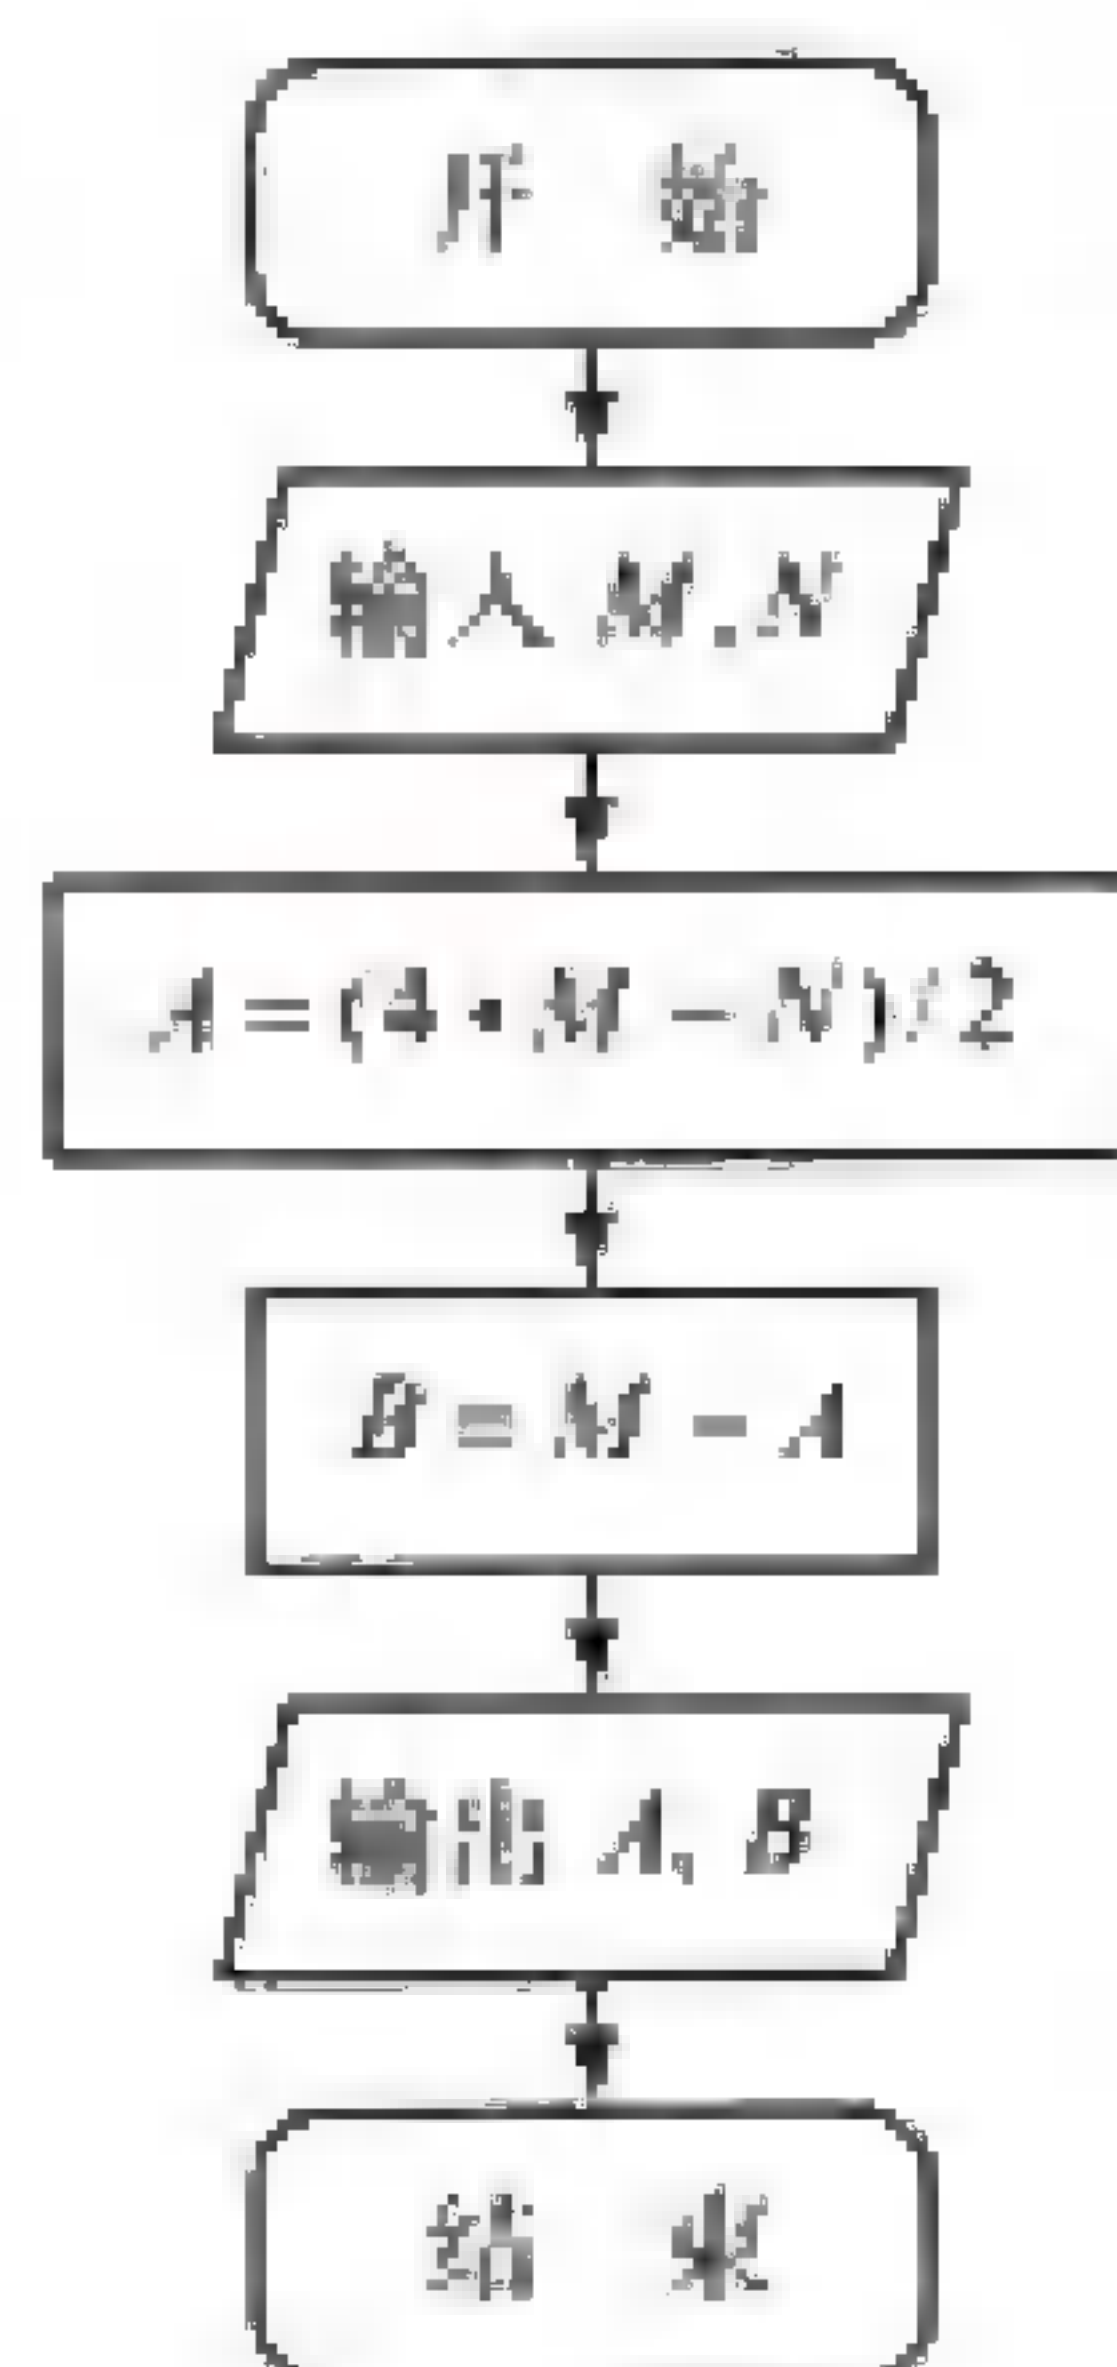 开 始
输入 M,N
A=(4·M-N)/2
B=M-A
输出 A, B
结 束